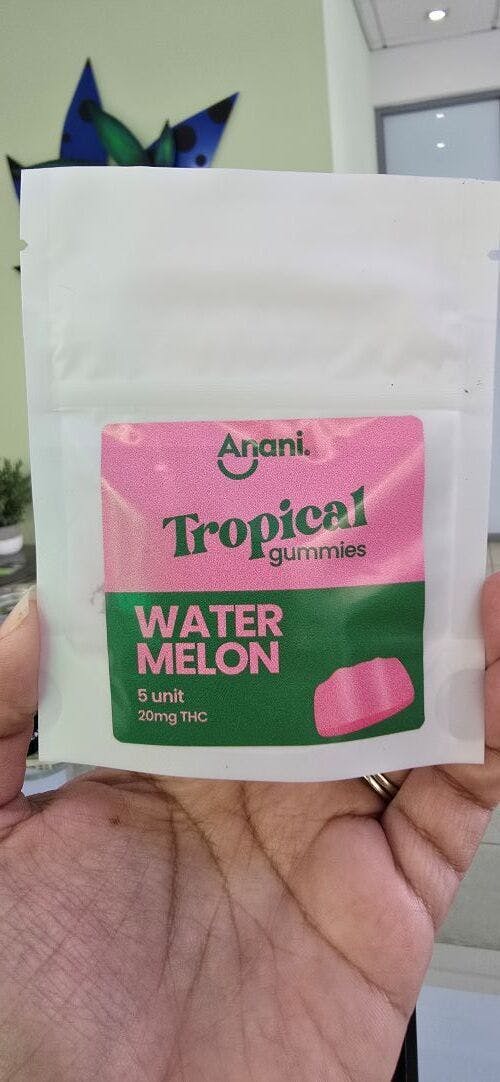 Anani.
Tropical
gummies
WATER
MELON
5 unit
20mg THC